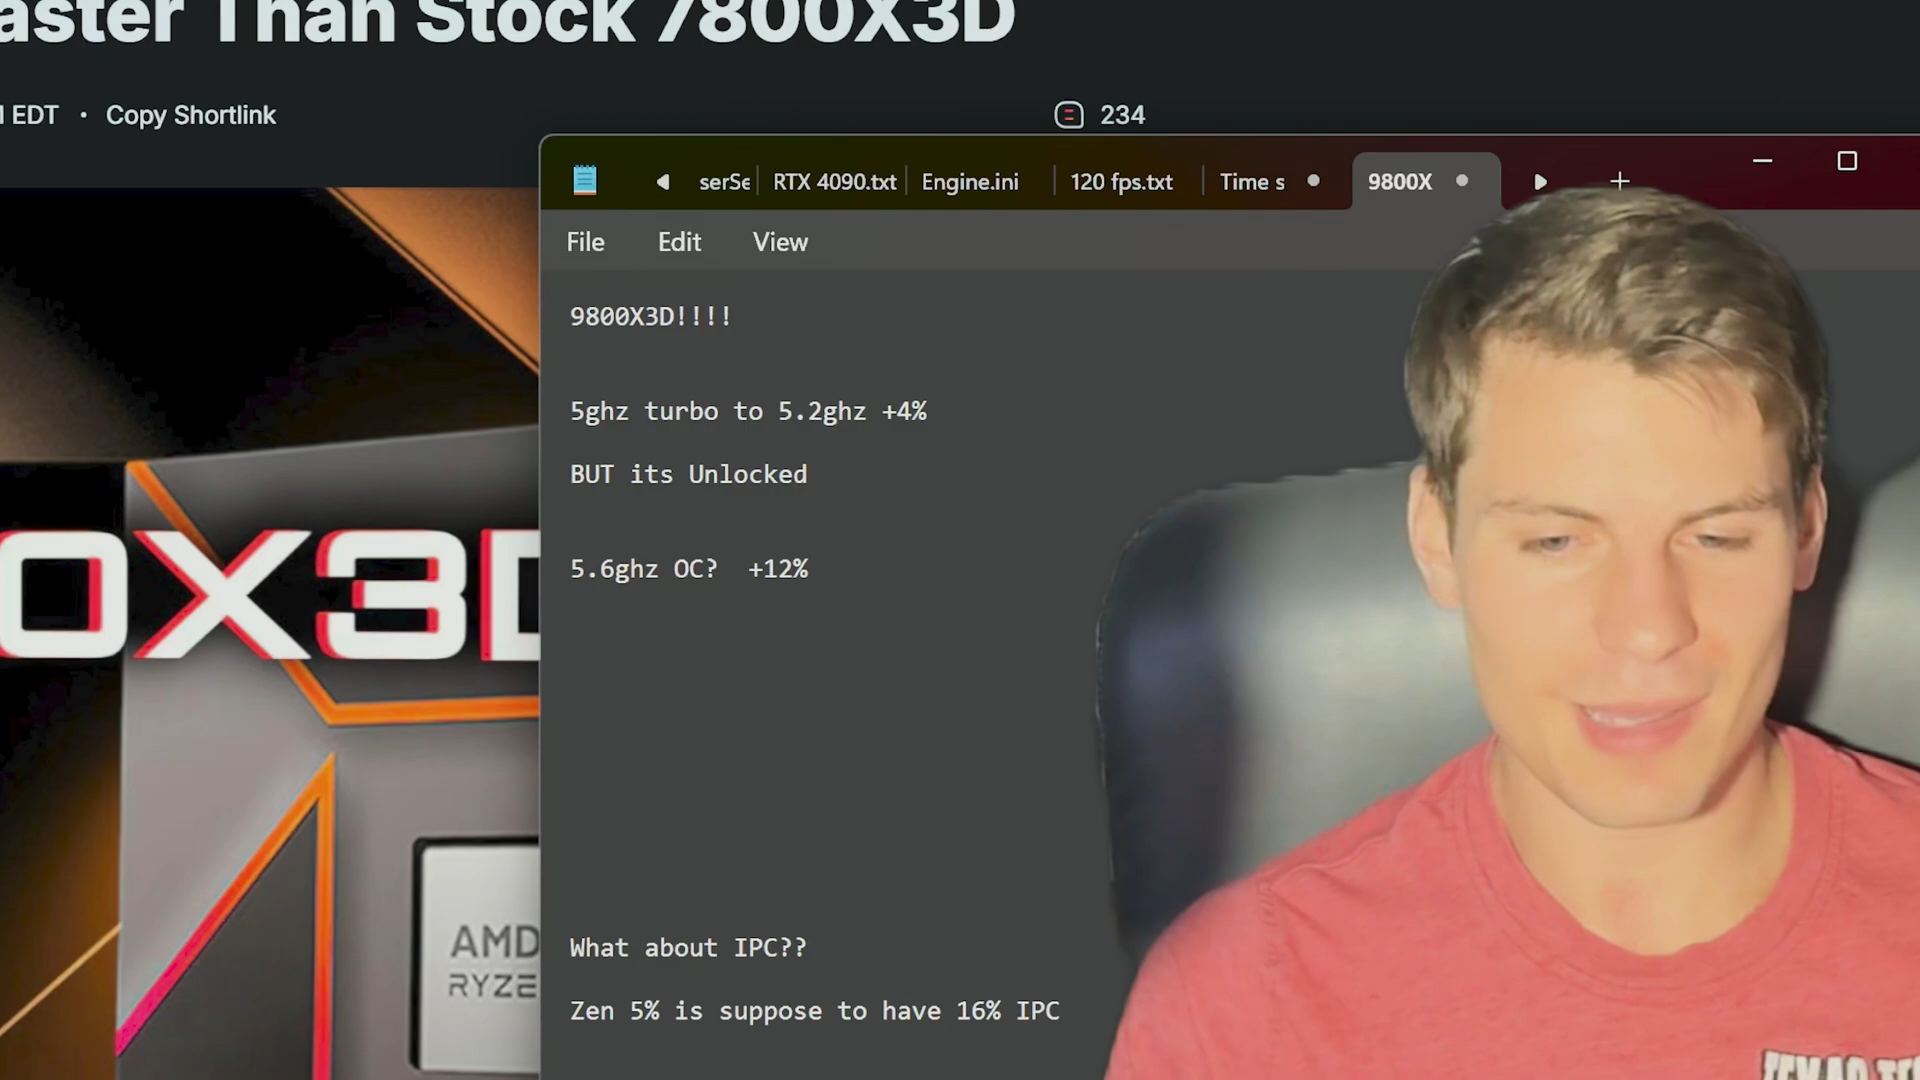 aster Than Stock 7800X3D
EDT · Copy Shortlink
234
serSe RTX 4090.txt Engine.ini 120 fps.txt Time s 9800X
File Edit View
9800X3D!!!!
5ghz turbo to 5.2ghz +4%
BUT its Unlocked
5.6ghz OC? +12%
0X3D
AMD
RYZE
What about IPC??
Zen 5% is suppose to have 16% IPC